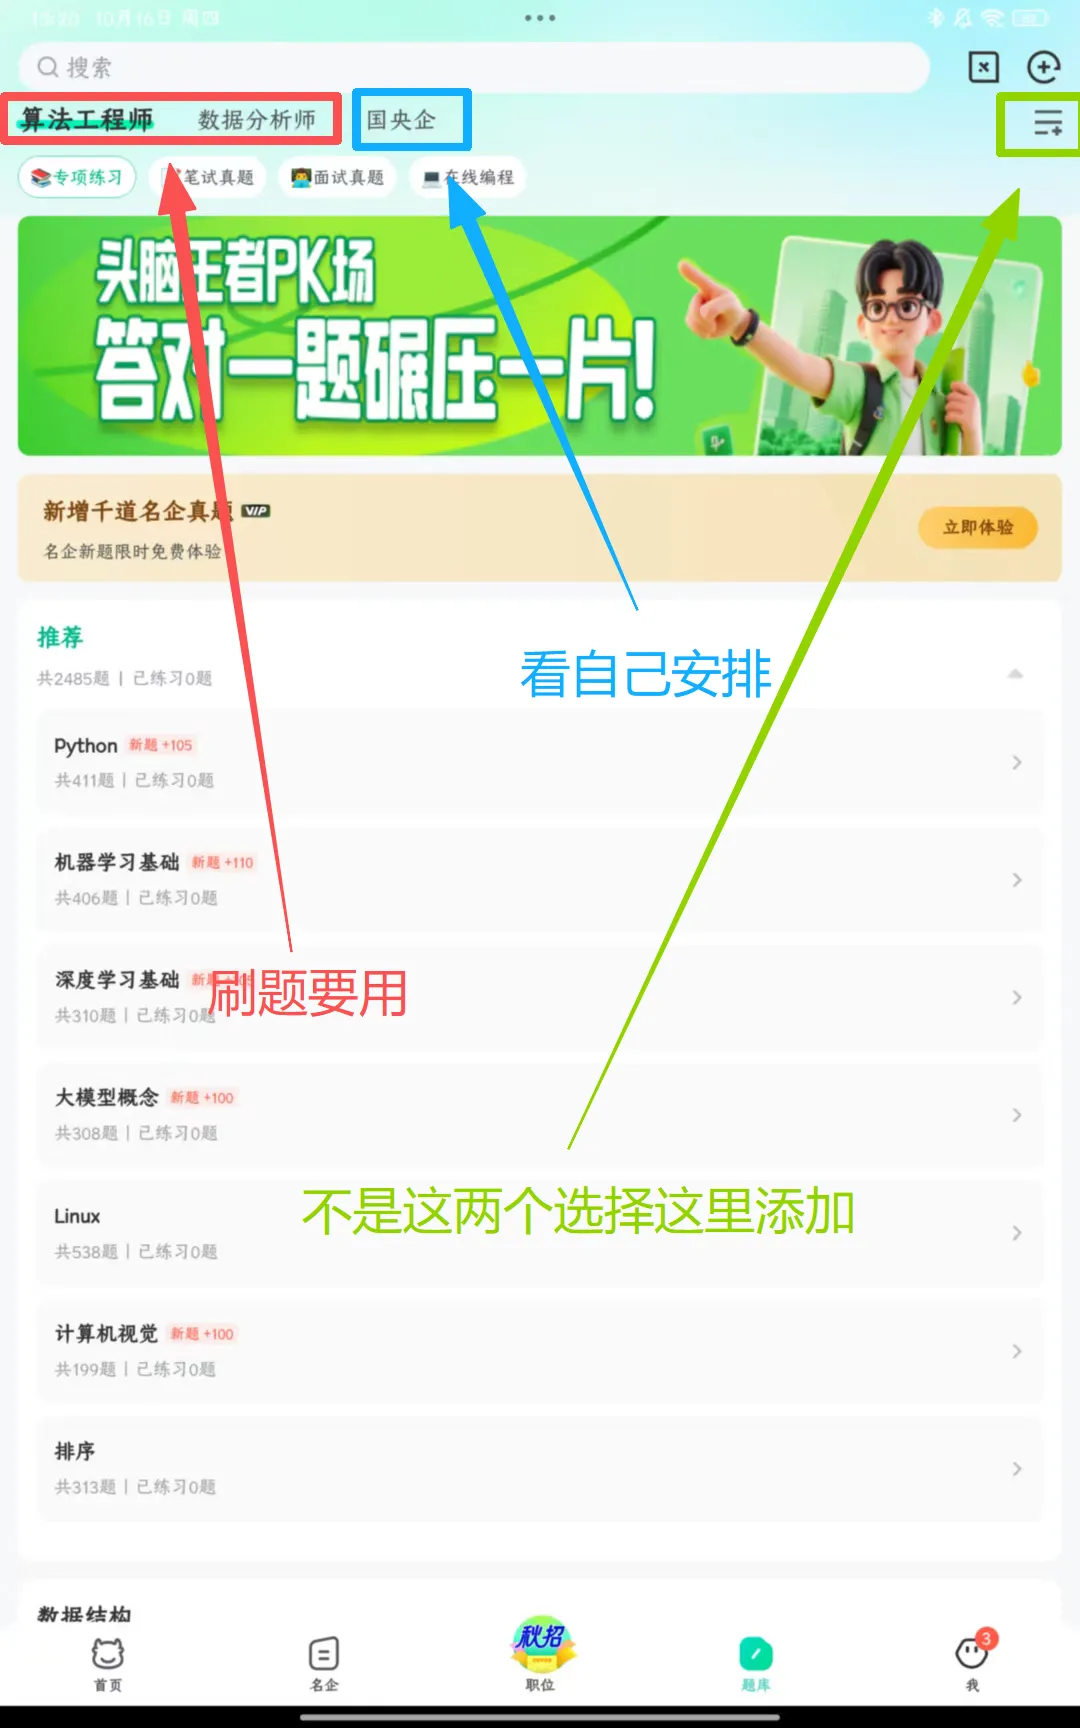 15:20 10月16日 周四
搜索
算法工程师 数据分析师 国央企
专项练习 笔试真题 面试真题 在线编程
头脑王者PK场
答对一题碾压一片!
新增千道名企真题 VIP
名企新题限时免费体验
立即体验
推荐
共2485题 | 已练习0题
看自己安排
Python 新题 +105
共411题 | 已练习0题
机器学习基础 新题 +110
共406题 | 已练习0题
深度学习基础 新题
共310题 | 已练习0题
刷题要用
大模型概念 新题 +100
共308题 | 已练习0题
不是这两个选择这里添加
Linux
共538题 | 已练习0题
计算机视觉 新题 +100
共199题 | 已练习0题
排序
共313题 | 已练习0题
数据结构
秋招
首页 名企 职位 题库 我
3